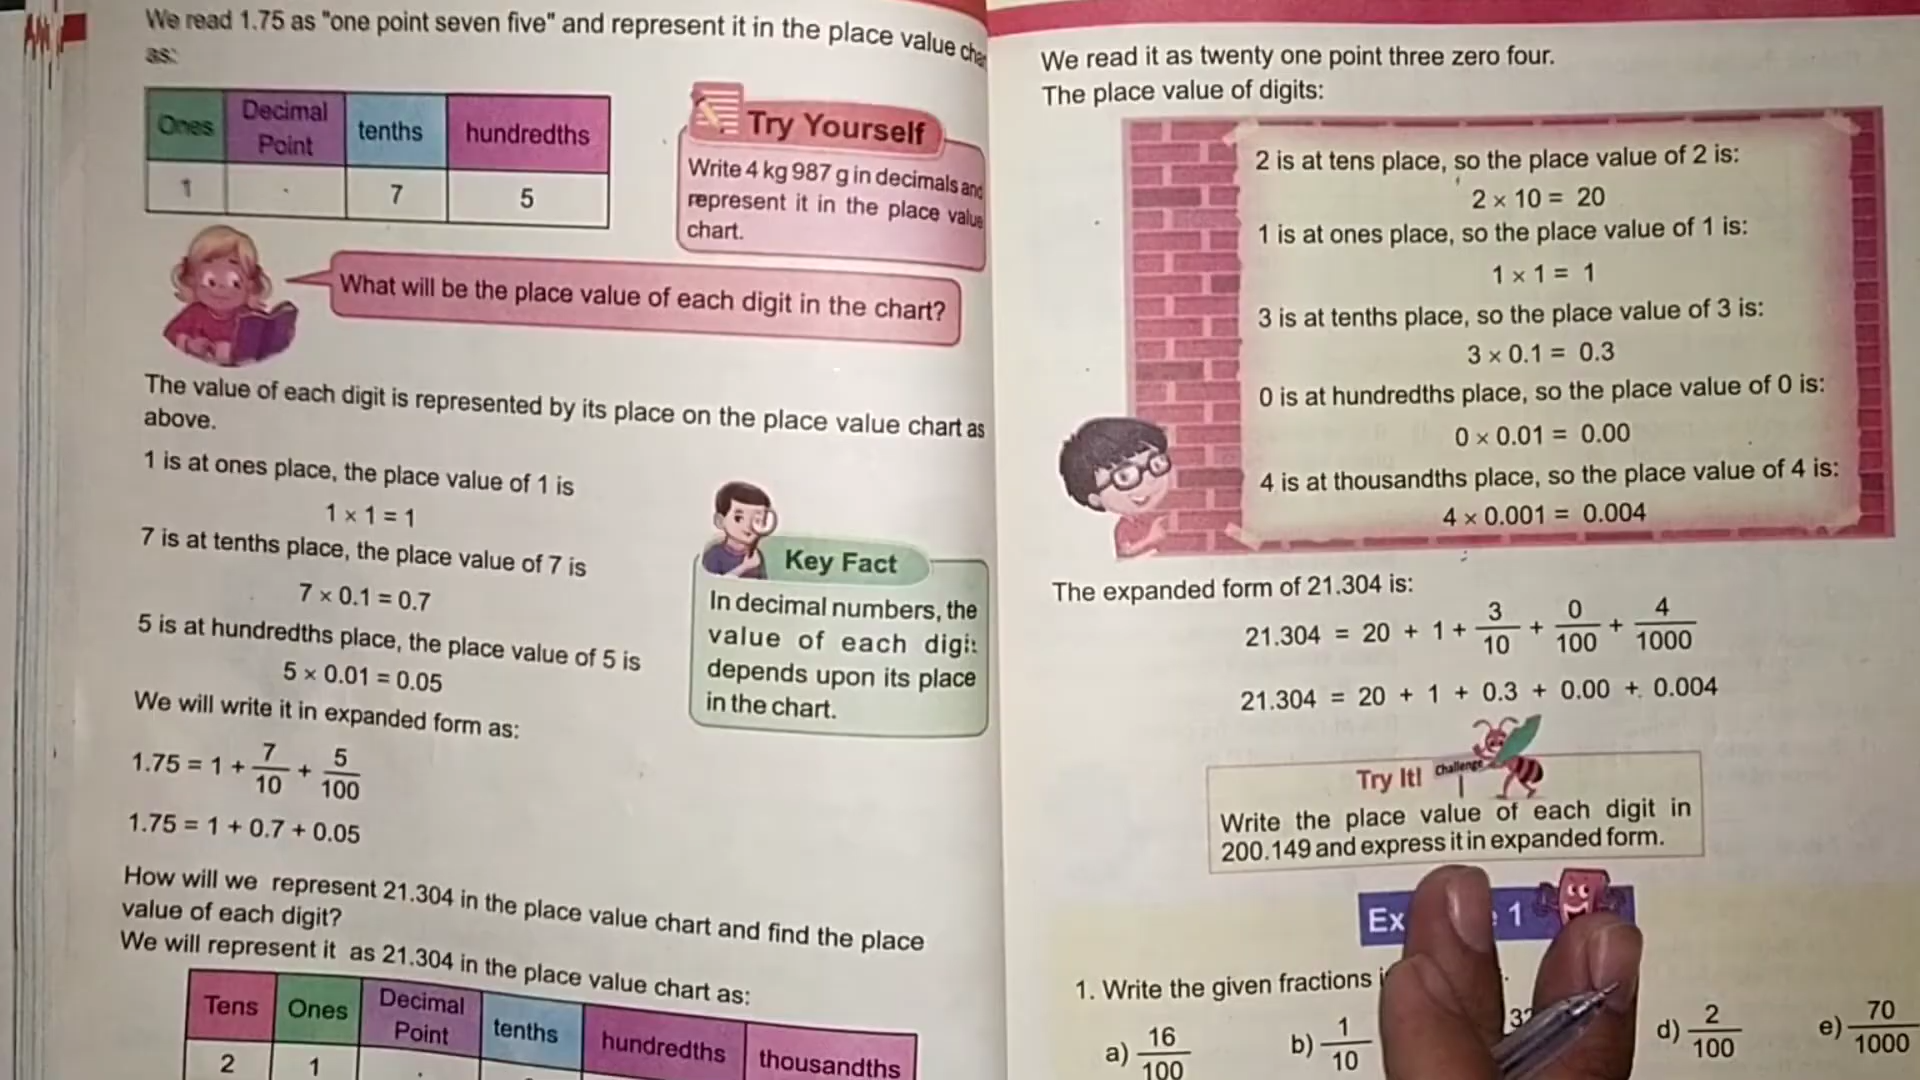 We read 1.75 as "one point seven five" and represent it in the place value
as:
Ones
Decimal
Point
tenths
hundredths
1
.
7
5
Try Yourself
Write 4 kg 987 g in decimals and
represent it in the place value
chart.
What will be the place value of each digit in the chart?
The value of each digit is represented by its place on the place value chart as
above.
1 is at ones place, the place value of 1 is
1 × 1 = 1
7 is at tenths place, the place value of 7 is
7 × 0.1 = 0.7
5 is at hundredths place, the place value of 5 is
5 × 0.01 = 0.05
We will write it in expanded form as:
1.75 = 1 + 7/10 + 5/100
1.75 = 1 + 0.7 + 0.05
Key Fact
In decimal numbers, the
value of each digit
depends upon its place
in the chart.
How will we represent 21.304 in the place value chart and find the place
value of each digit?
We will represent it as 21.304 in the place value chart as:
Tens
Ones
Decimal
Point
tenths
hundredths
thousandths
2
1
.
We read it as twenty one point three zero four.
The place value of digits:
2 is at tens place, so the place value of 2 is:
2 × 10 = 20
1 is at ones place, so the place value of 1 is:
1 × 1 = 1
3 is at tenths place, so the place value of 3 is:
3 × 0.1 = 0.3
0 is at hundredths place, so the place value of 0 is:
0 × 0.01 = 0.00
4 is at thousandths place, so the place value of 4 is:
4 × 0.001 = 0.004
The expanded form of 21.304 is:
21.304 = 20 + 1 + 3/10 + 0/100 + 4/1000
21.304 = 20 + 1 + 0.3 + 0.00 + 0.004
Try It! Challenge
Write the place value of each digit in
200.149 and express it in expanded form.
1
1. Write the given fractions
a) 16/100
b) 1/10
d) 2/100
e) 70/1000